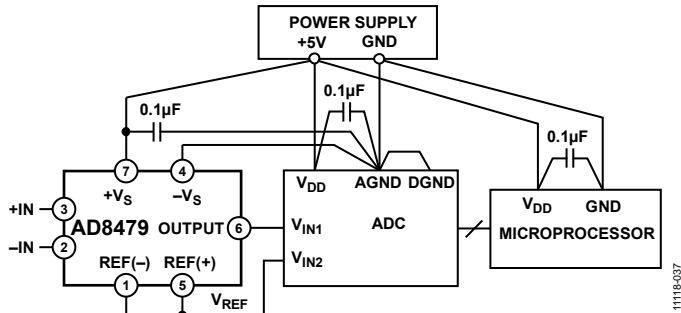 POWER SUPPLY
+5V GND
0.1µF
0.1µF
0.1µF
7 4
+VS –VS
VDD AGND DGND
VDD GND
+IN 3
AD8479 OUTPUT 6
VIN1
ADC
MICROPROCESSOR
–IN 2
VIN2
REF(–) REF(+)
1 5
VREF
11118-037